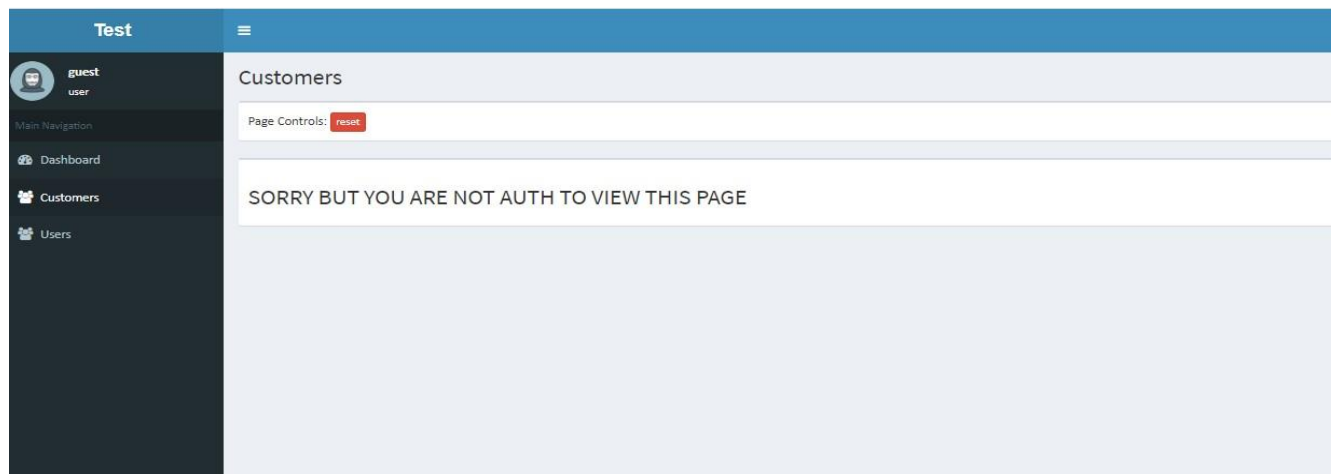 Test
guest
user
Main Navigation
Dashboard
Customers
Users
Customers
Page Controls: reset
SORRY BUT YOU ARE NOT AUTH TO VIEW THIS PAGE